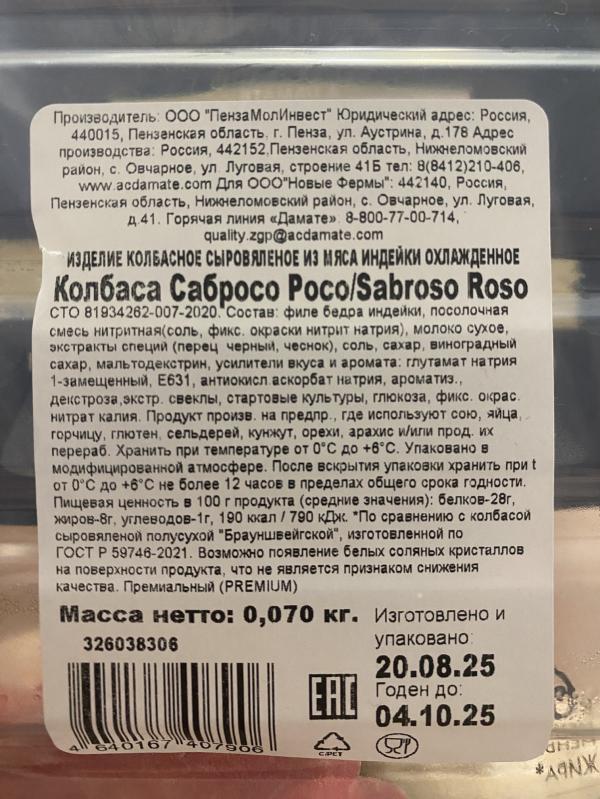 Производитель: ООО "ПензаМолИнвест" Юридический адрес: Россия,
440015, Пензенская область, г. Пенза, ул. Аустрина, д.178 Адрес
производства: Россия, 442152,Пензенская область, Нижнеломовский
район, с. Овчарное, ул. Луговая, строение 41Б тел: 8(8412)210-406,
www.acdamate.com Для ООО"Новые Фермы": 442140, Россия,
Пензенская область, Нижнеломовский район, с. Овчарное, ул. Луговая,
д.41. Горячая линия «Дамате» 8-800-77-00-714,
quality.zgp@acdamate.com
ИЗДЕЛИЕ КОЛБАСНОЕ СЫРОВЯЛЕНОЕ ИЗ МЯСА ИНДЕЙКИ ОХЛАЖДЕННОЕ
Колбаса Сабросо Росо/Sabroso Roso
СТО 81934262-007-2020. Состав: филе бедра индейки, посолочная
смесь нитритная(соль, фикс. окраски нитрит натрия), молоко сухое,
экстракты специй (перец черный, чеснок), соль, сахар, виноградный
сахар, мальтодекстрин, усилители вкуса и аромата: глутамат натрия
1-замещенный, Е631, антиокисл.аскорбат натрия, ароматиз.,
декстроза,экстр. свеклы, стартовые культуры, глюкоза, фикс. окрас.
нитрат калия. Продукт произв. на предпр., где используют сою, яйца,
горчицу, глютен, сельдерей, кунжут, орехи, арахис и/или прод. их
перераб. Хранить при температуре от 0°С до +6°С. Упаковано в
модифицированной атмосфере. После вскрытия упаковки хранить при t
от 0°С до +6°С не более 12 часов в пределах общего срока годности.
Пищевая ценность в 100 г продукта (средние значения): белков-28г,
жиров-8г, углеводов-1г, 190 ккал / 790 кДж. *По сравнению с колбасой
сыровяленой полусухой "Брауншвейгской", изготовленной по
ГОСТ Р 59746-2021. Возможно появление белых соляных кристаллов
на поверхности продукта, что не является признаком снижения
качества. Премиальный (PREMIUM)
Масса нетто: 0,070 кг.
326038306
4 640167 407906
EAC
Изготовлено и
упаковано:
20.08.25
Годен до:
04.10.25
C/PET
ЖИРА*